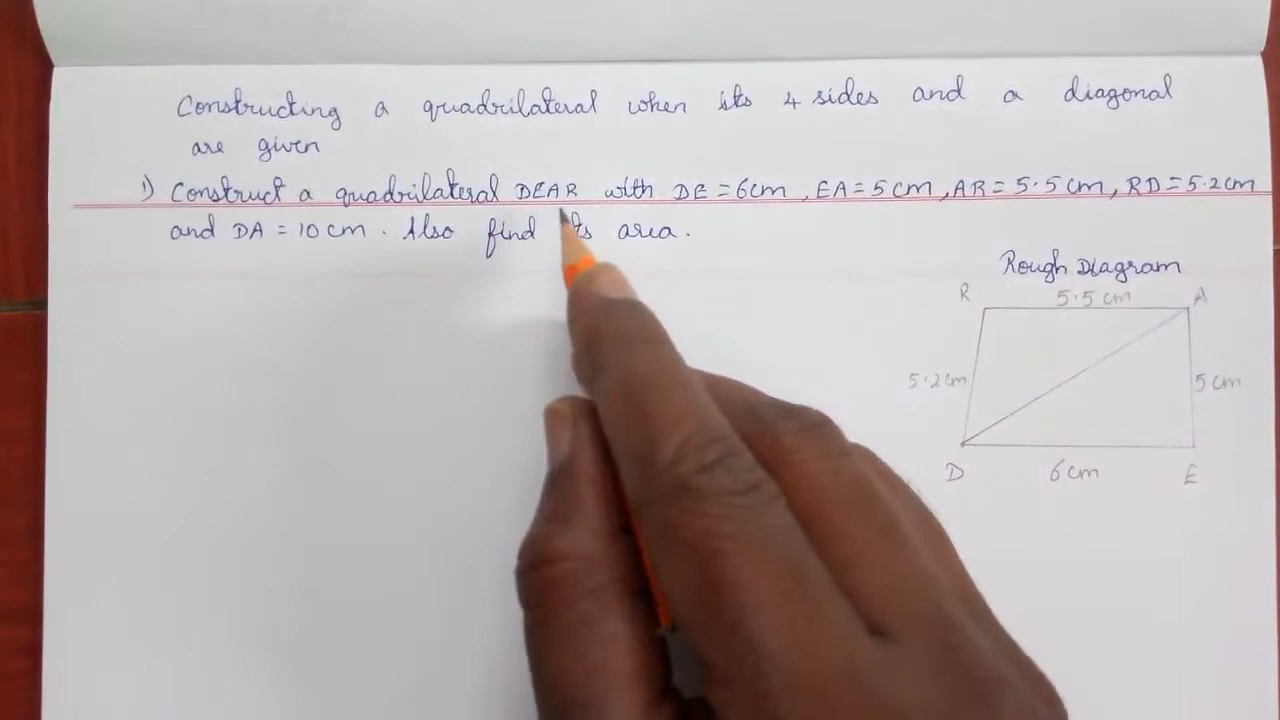 Constructing a quadrilateral when its 4 sides and a diagonal
are given
1) Construct a quadrilateral DEAR with DE = 6cm, EA = 5cm, AR = 5.5cm, RD = 5.2cm
and DA = 10cm. Also find its area.
Rough Diagram
R 5.5 cm A
5.2cm 5cm
D 6cm E